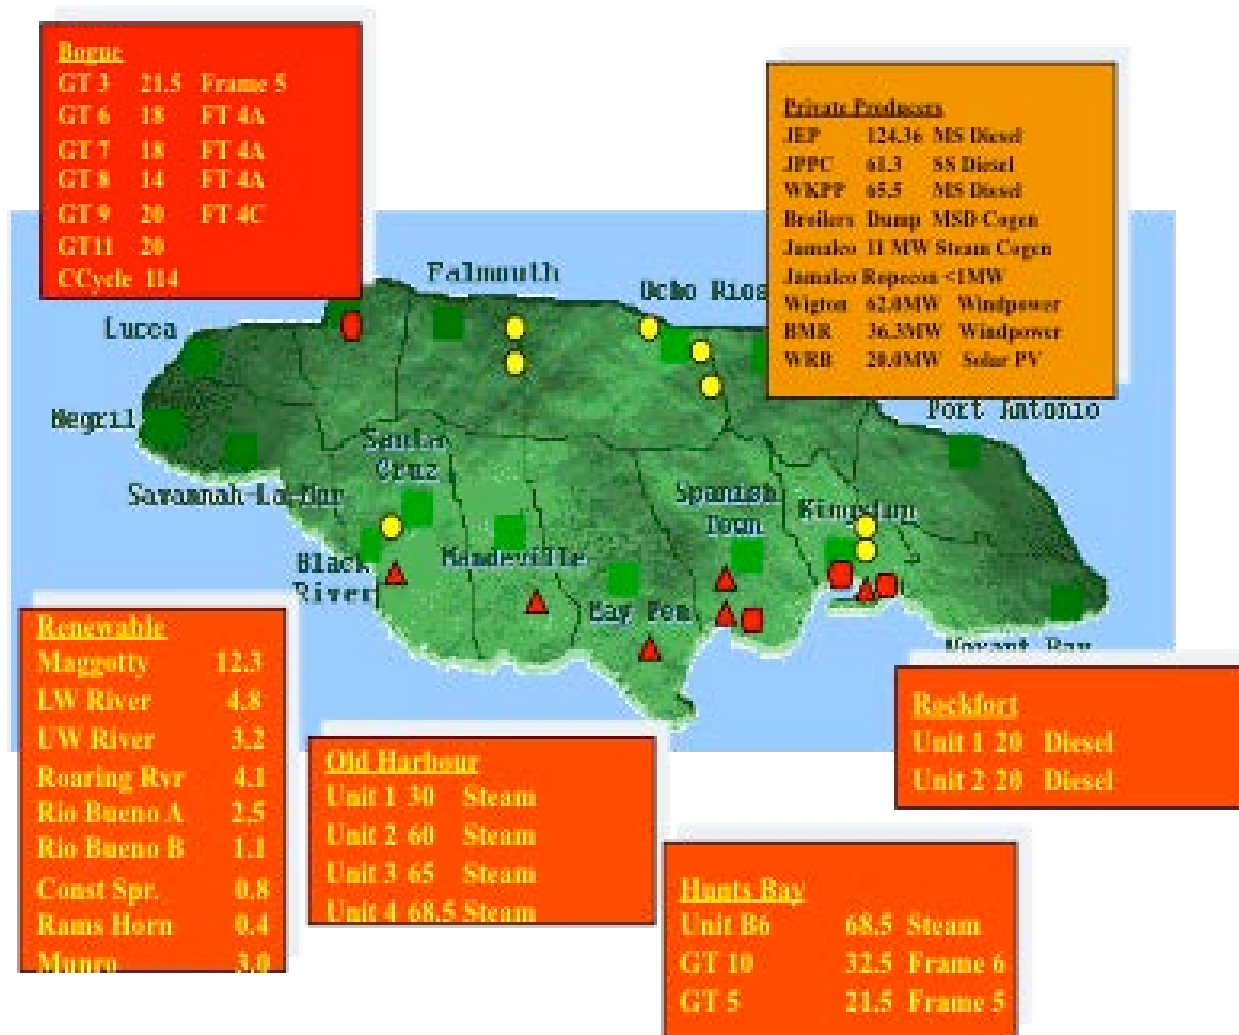 Bogue
GT 3 21.5 Frame 5
GT 6 18 FT 4A
GT 7 18 FT 4A
GT 8 14 FT 4A
GT 9 20 FT 4C
GT11 20
CCycle 114
Private Producers
JEP 124.36 MS Diesel
JPPC 61.3 SS Diesel
WKPP 65.5 MS Diesel
Broilers Dump MSD Cogen
Jamalco 11 MW Steam Cogen
Jamalco Ropecon <1MW
Wigton 62.0MW Windpower
BMR 36.3MW Windpower
WRB 20.0MW Solar PV
Falmouth
Ocho Rios
Lucea
Negril
Port Antonio
Santa
Cruz
Savannah-La-Mar
Spanish
Town
Kingston
Black
River
Mandeville
May Pen
Morant Bay
Renewable
Maggotty 12.3
LW River 4.8
UW River 3.2
Roaring Rvr 4.1
Rio Bueno A 2.5
Rio Bueno B 1.1
Const Spr. 0.8
Rams Horn 0.4
Munro 3.0
Old Harbour
Unit 1 30 Steam
Unit 2 60 Steam
Unit 3 65 Steam
Unit 4 68.5 Steam
Rockfort
Unit 1 20 Diesel
Unit 2 20 Diesel
Hunts Bay
Unit B6 68.5 Steam
GT 10 32.5 Frame 6
GT 5 21.5 Frame 5